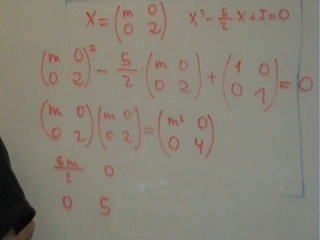 X = (m 0 / 0 2) X² - 5/2 · X + I = 0
(m 0 / 0 2)² - 5/2 · (m 0 / 0 2) + (1 0 / 0 1) = 0
(m 0 / 0 2) (m 0 / 0 2) = (m² 0 / 0 4)
5m/2 0
0 5